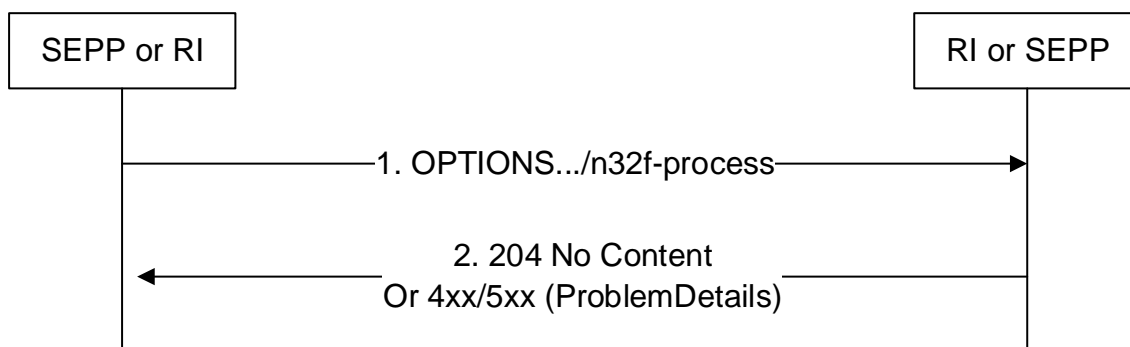 SEPP or RI
RI or SEPP
1. OPTIONS.../n32f-process
2. 204 No Content
Or 4xx/5xx (ProblemDetails)